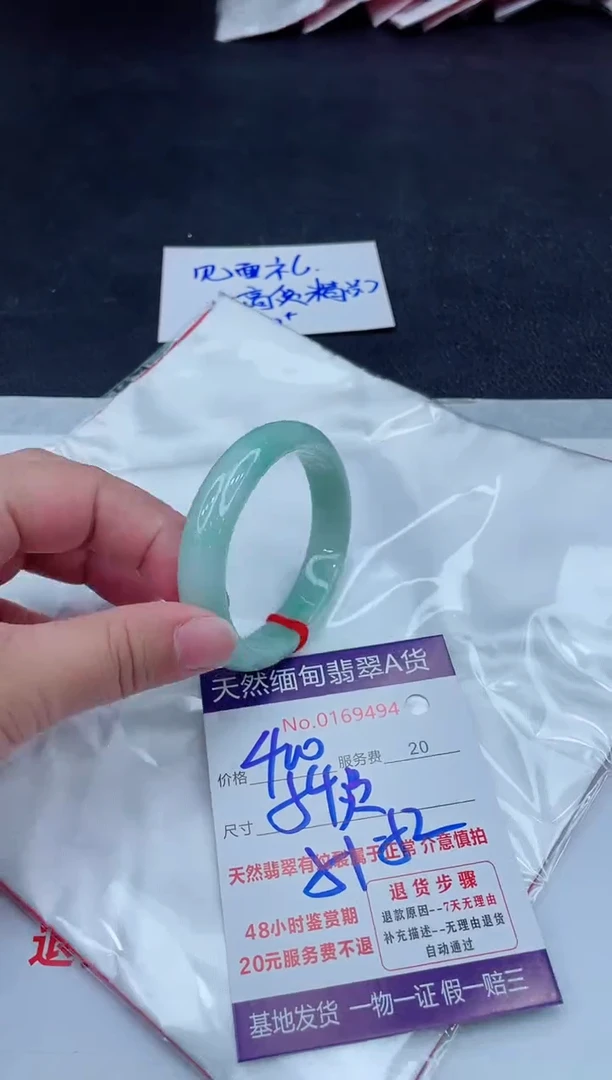 见面礼
天然缅甸翡翠A货
No.0169494
价格 400 服务费 20
尺寸
天然翡翠有纹裂属于正常 介意慎拍
48小时鉴赏期
20元服务费不退
退货步骤
退款原因--7天无理由
补充描述--无理由退货
自动通过
基地发货 一物一证 假一赔三
退